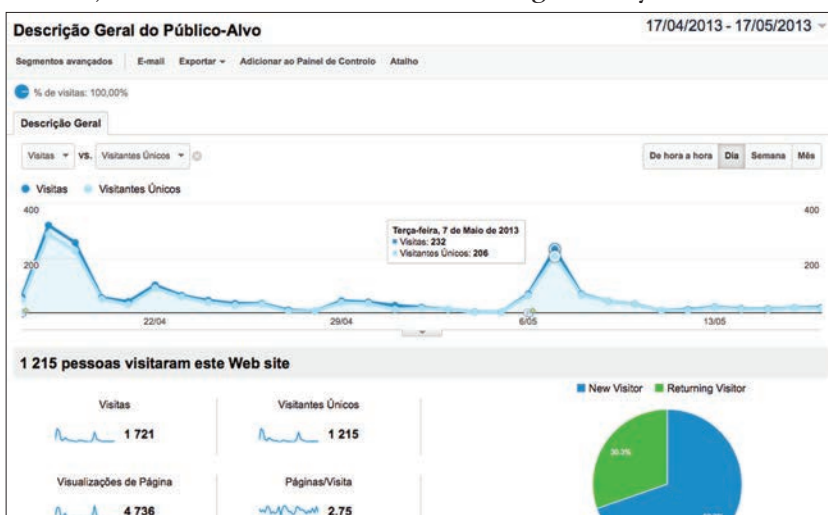 Descrição Geral do Público-Alvo 17/04/2013 - 17/05/2013
Segmentos avançados E-mail Exportar Adicionar ao Painel de Controlo Atalho
% de visitas: 100,00%
Descrição Geral
Visitas VS. Visitantes Únicos De hora a hora Dia Semana Mês
Visitas Visitantes Únicos
400 400
Terça-feira, 7 de Maio de 2013
Visitas: 232
Visitantes Únicos: 206
200 200
22/04 29/04 6/05 13/05
1 215 pessoas visitaram este Web site
New Visitor Returning Visitor
Visitas Visitantes Únicos
1 721 1 215
30.3%
Visualizações de Página Páginas/Visita
4 736 2,75